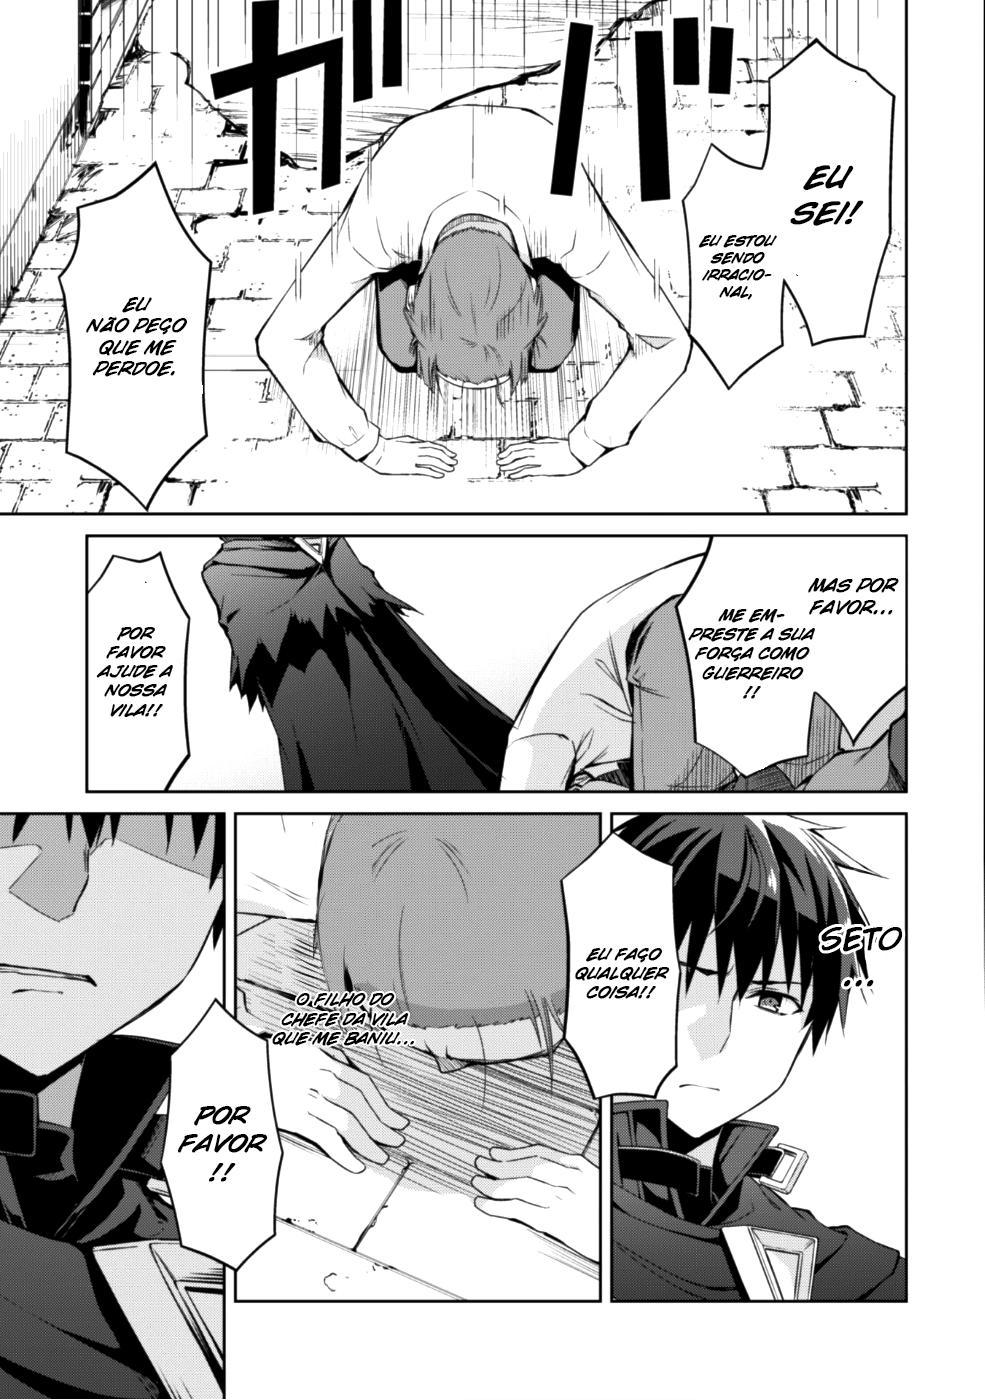 EU
SEI!
EU ESTOU
SENDO
IRRACIO-
NAL,
ガバ
EU
NÃO PEÇO
QUE ME
PERDOE.
MAS POR
FAVOR...
ME EM-
PRESTE A SUA
FORÇA COMO
GUERREIRO
!!
POR
FAVOR
AJUDE A
NOSSA
VILA!!
SETO
...
EU FAÇO
QUALQUER
COISA!!
O FILHO DO
CHEFE DA VILA
QUE ME BANIU...
POR
FAVOR
!!